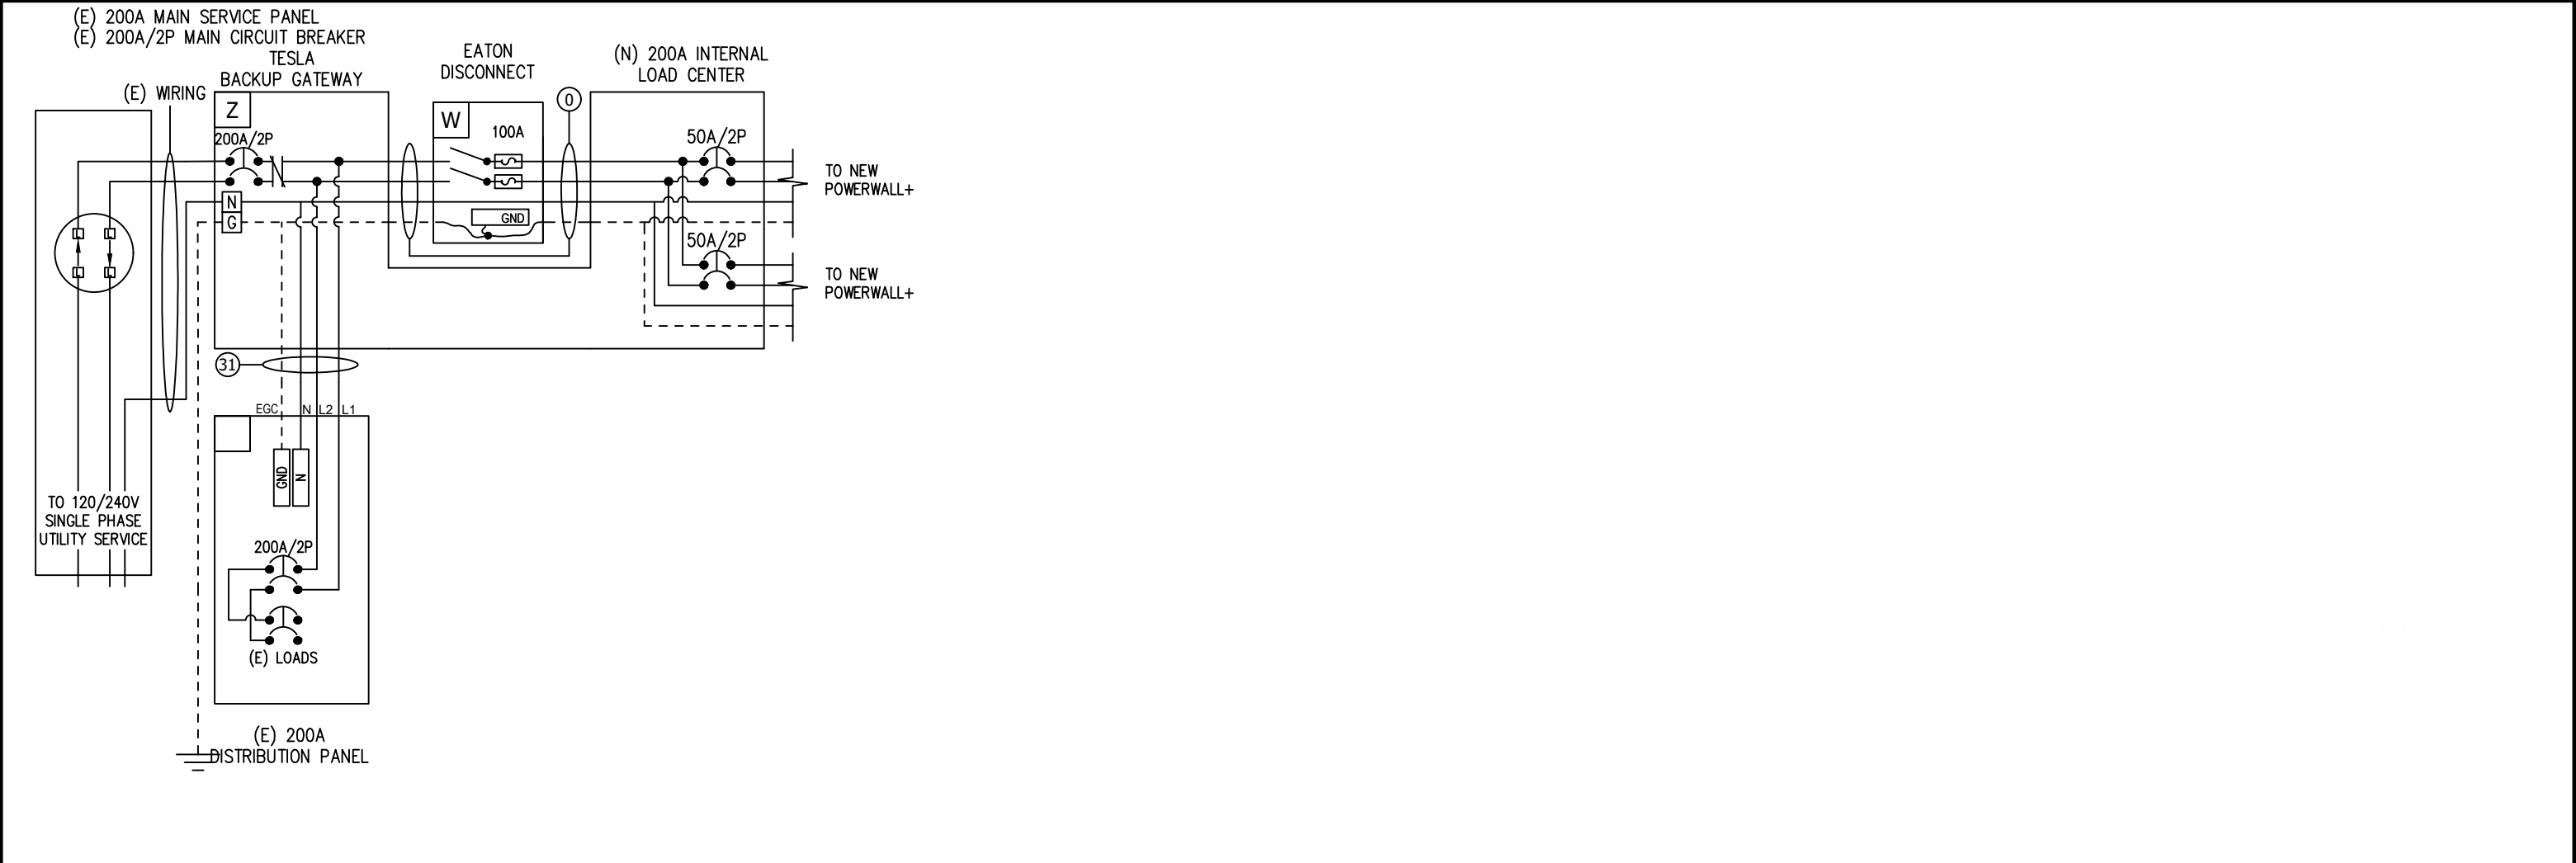 (E) 200A MAIN SERVICE PANEL
(E) 200A/2P MAIN CIRCUIT BREAKER
TESLA
BACKUP GATEWAY
EATON
DISCONNECT
(N) 200A INTERNAL
LOAD CENTER
(E) WIRING
Z
200A/2P
W
100A
0
50A/2P
TO NEW
POWERWALL+
N
G
GND
50A/2P
TO NEW
POWERWALL+
31
EGC N L2 L1
GND
N
TO 120/240V
SINGLE PHASE
UTILITY SERVICE
200A/2P
(E) LOADS
(E) 200A
DISTRIBUTION PANEL